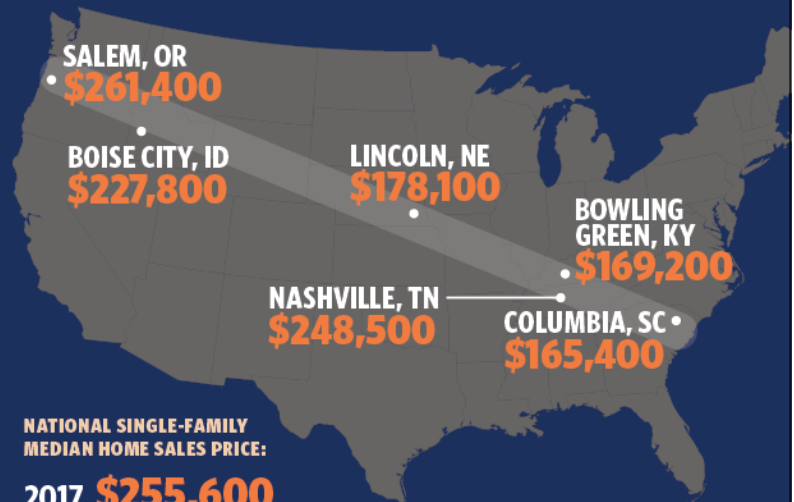 SALEM, OR
$261,400
BOISE CITY, ID
$227,800
LINCOLN, NE
$178,100
BOWLING
GREEN, KY
$169,200
NASHVILLE, TN
$248,500
COLUMBIA, SC
$165,400
NATIONAL SINGLE-FAMILY
MEDIAN HOME SALES PRICE:
2017 $255,600